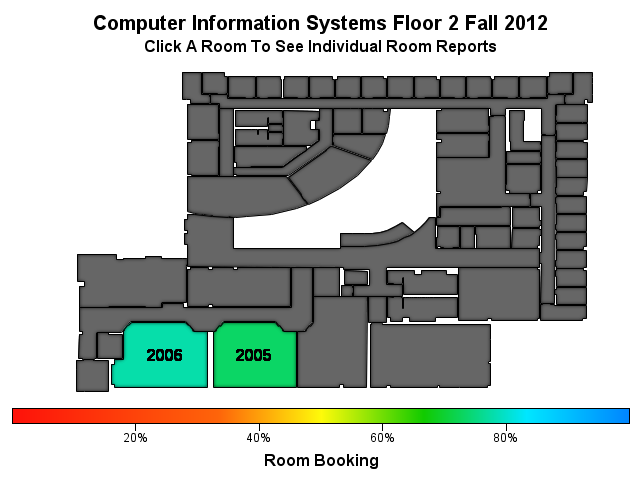 Computer Information Systems Floor 2 Fall 2012
Click A Room To See Individual Room Reports
2006 2005
20% 40% 60% 80%
Room Booking